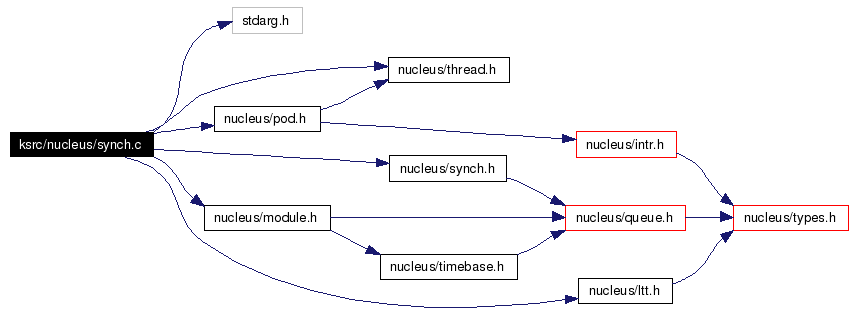 stdarg.h
nucleus/thread.h
nucleus/pod.h
ksrc/nucleus/synch.c
nucleus/intr.h
nucleus/synch.h
nucleus/module.h
nucleus/queue.h
nucleus/types.h
nucleus/timebase.h
nucleus/ltt.h